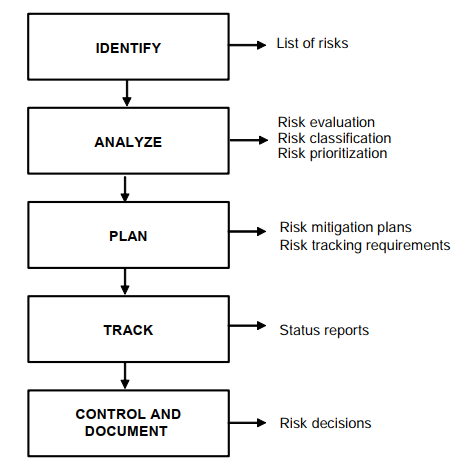 IDENTIFY
List of risks
ANALYZE
Risk evaluation
Risk classification
Risk prioritization
PLAN
Risk mitigation plans
Risk tracking requirements
TRACK
Status reports
CONTROL AND
DOCUMENT
Risk decisions